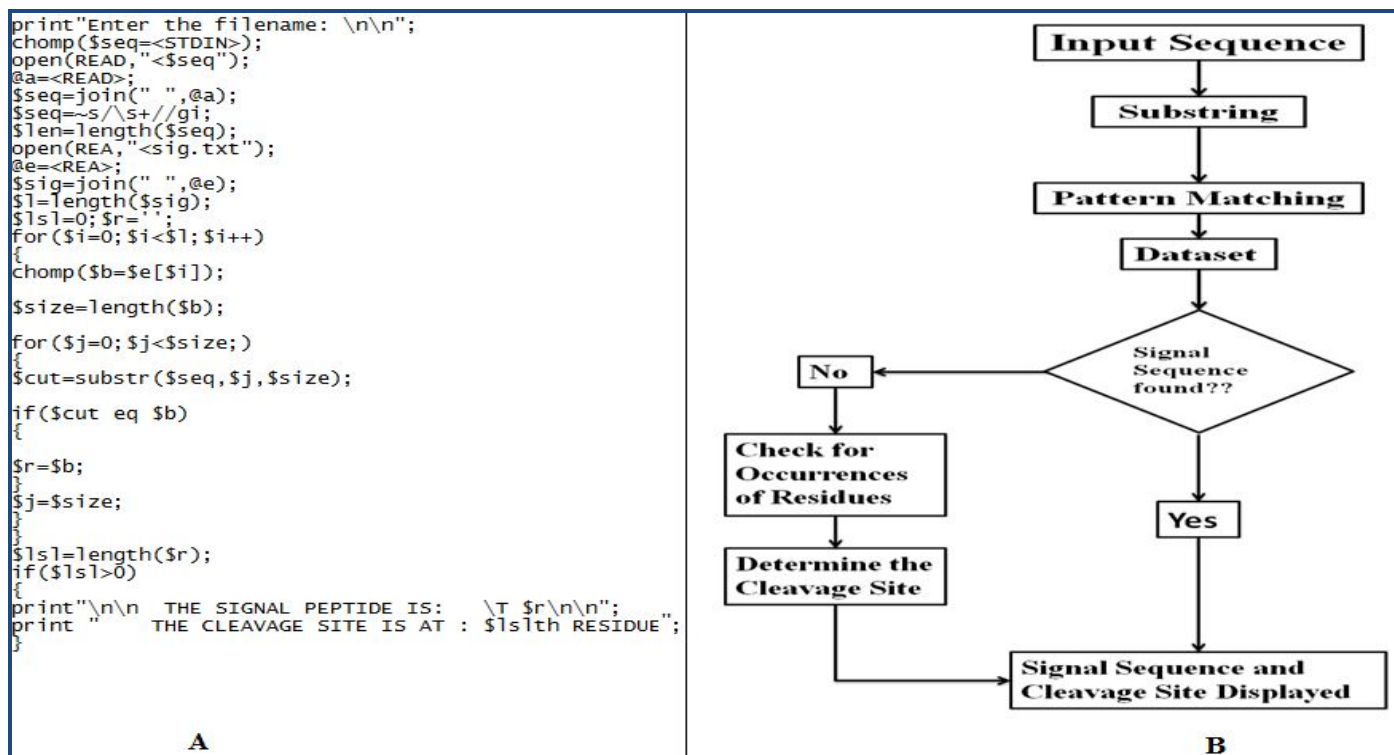 print"Enter the filename: \n\n";
chomp($seq=<STDIN>);
open(READ,"<$seq");
@a=<READ>;
$seq=join(" ",@a);
$seq=~s/\s+//gi;
$len=length($seq);
open(REA,"<sig.txt");
@e=<REA>;
$sig=join(" ",@e);
$l=length($sig);
$lsl=0;$r='';
for($i=0;$i<$l;$i++)
{
chomp($b=$e[$i]);
$size=length($b);
for($j=0;$j<$size;)
{
$cut=substr($seq,$j,$size);
if($cut eq $b)
{
$r=$b;
}
$j=$size;
}
}
$lsl=length($r);
if($lsl>0)
{
print"\n\n  THE SIGNAL PEPTIDE IS:   \T $r\n\n";
print "    THE CLEAVAGE SITE IS AT : $lslth RESIDUE";
}
A
Input Sequence
Substring
Pattern Matching
Dataset
Signal
Sequence
found??
No
Check for
Occurrences
of Residues
Determine the
Cleavage Site
Yes
Signal Sequence and
Cleavage Site Displayed
B